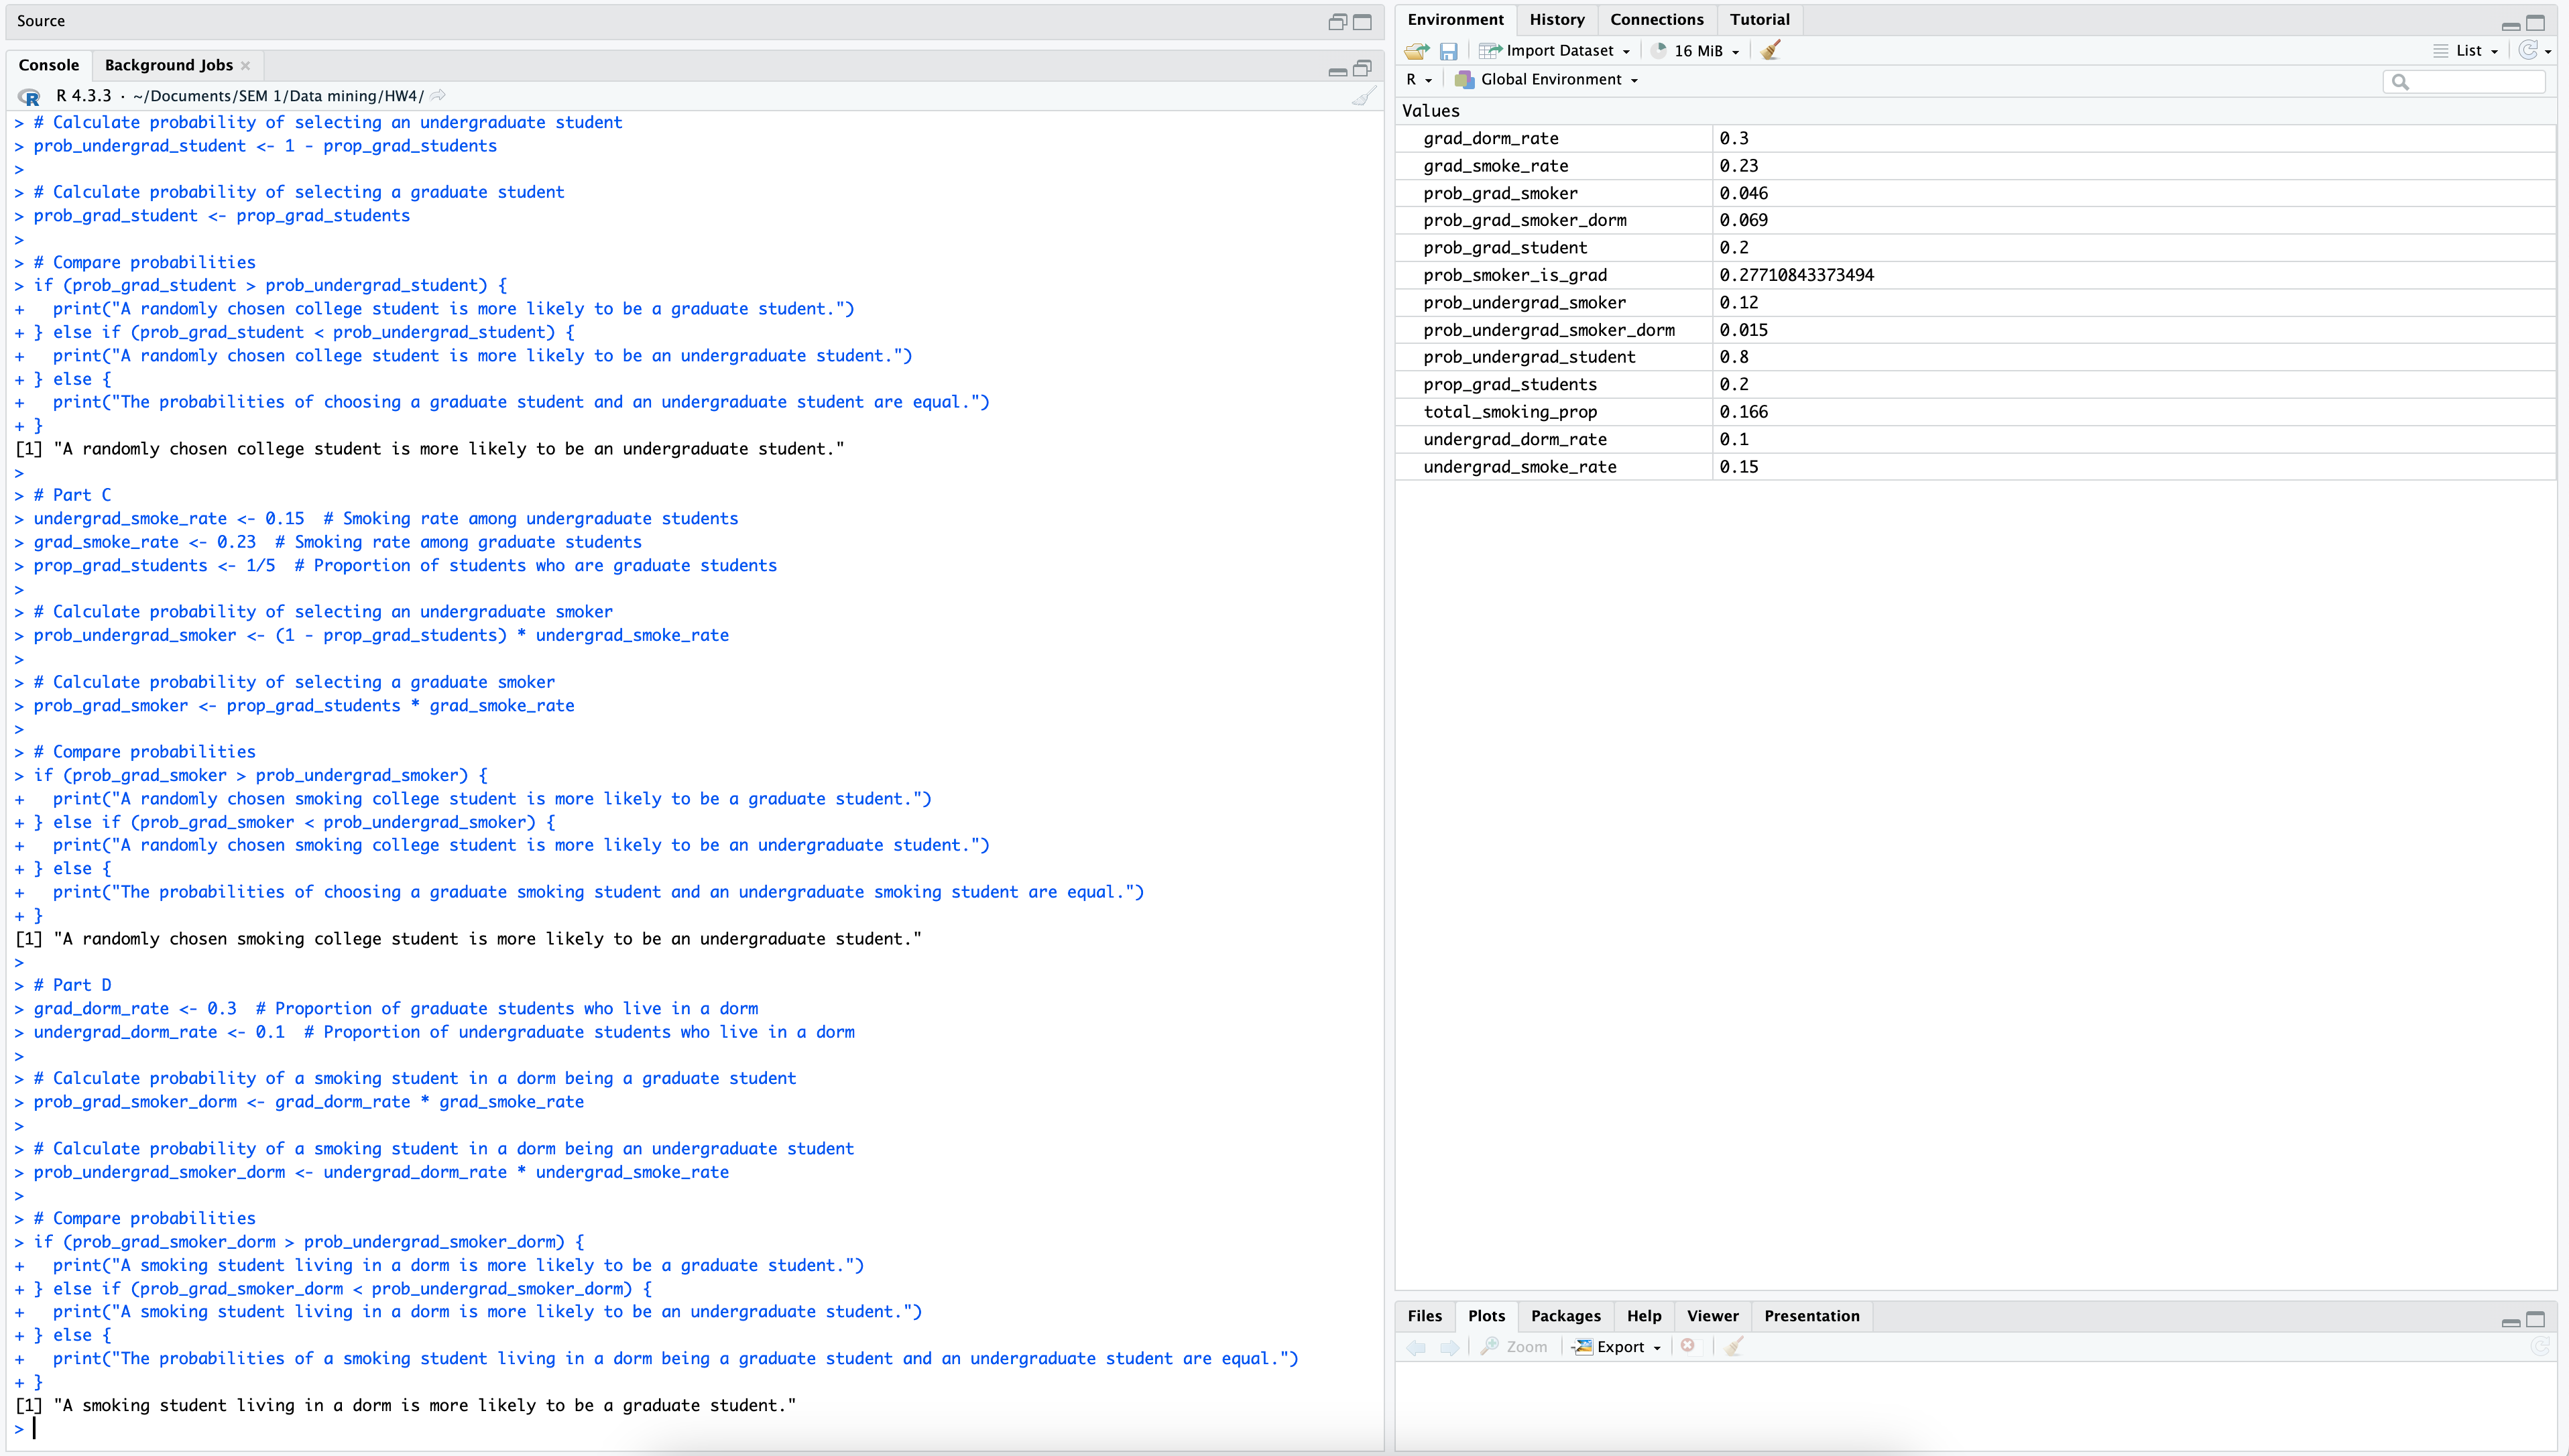 Source
Console
Background Jobs
R 4.3.3 · ~/Documents/SEM 1/Data mining/HW4/
> # Calculate probability of selecting an undergraduate student
> prob_undergrad_student <- 1 - prop_grad_students
>
> # Calculate probability of selecting a graduate student
> prob_grad_student <- prop_grad_students
>
> # Compare probabilities
> if (prob_grad_student > prob_undergrad_student) {
+   print("A randomly chosen college student is more likely to be a graduate student.")
+ } else if (prob_grad_student < prob_undergrad_student) {
+   print("A randomly chosen college student is more likely to be an undergraduate student.")
+ } else {
+   print("The probabilities of choosing a graduate student and an undergraduate student are equal.")
+ }
[1] "A randomly chosen college student is more likely to be an undergraduate student."
>
> # Part C
> undergrad_smoke_rate <- 0.15  # Smoking rate among undergraduate students
> grad_smoke_rate <- 0.23  # Smoking rate among graduate students
> prop_grad_students <- 1/5  # Proportion of students who are graduate students
>
> # Calculate probability of selecting an undergraduate smoker
> prob_undergrad_smoker <- (1 - prop_grad_students) * undergrad_smoke_rate
>
> # Calculate probability of selecting a graduate smoker
> prob_grad_smoker <- prop_grad_students * grad_smoke_rate
>
> # Compare probabilities
> if (prob_grad_smoker > prob_undergrad_smoker) {
+   print("A randomly chosen smoking college student is more likely to be a graduate student.")
+ } else if (prob_grad_smoker < prob_undergrad_smoker) {
+   print("A randomly chosen smoking college student is more likely to be an undergraduate student.")
+ } else {
+   print("The probabilities of choosing a graduate smoking student and an undergraduate smoking student are equal.")
+ }
[1] "A randomly chosen smoking college student is more likely to be an undergraduate student."
>
> # Part D
> grad_dorm_rate <- 0.3  # Proportion of graduate students who live in a dorm
> undergrad_dorm_rate <- 0.1  # Proportion of undergraduate students who live in a dorm
>
> # Calculate probability of a smoking student in a dorm being a graduate student
> prob_grad_smoker_dorm <- grad_dorm_rate * grad_smoke_rate
>
> # Calculate probability of a smoking student in a dorm being an undergraduate student
> prob_undergrad_smoker_dorm <- undergrad_dorm_rate * undergrad_smoke_rate
>
> # Compare probabilities
> if (prob_grad_smoker_dorm > prob_undergrad_smoker_dorm) {
+   print("A smoking student living in a dorm is more likely to be a graduate student.")
+ } else if (prob_grad_smoker_dorm < prob_undergrad_smoker_dorm) {
+   print("A smoking student living in a dorm is more likely to be an undergraduate student.")
+ } else {
+   print("The probabilities of a smoking student living in a dorm being a graduate student and an undergraduate student are equal.")
+ }
[1] "A smoking student living in a dorm is more likely to be a graduate student."
>
Environment History Connections Tutorial
Import Dataset 16 MiB List
R Global Environment
Values
grad_dorm_rate 0.3
grad_smoke_rate 0.23
prob_grad_smoker 0.046
prob_grad_smoker_dorm 0.069
prob_grad_student 0.2
prob_smoker_is_grad 0.27710843373494
prob_undergrad_smoker 0.12
prob_undergrad_smoker_dorm 0.015
prob_undergrad_student 0.8
prop_grad_students 0.2
total_smoking_prop 0.166
undergrad_dorm_rate 0.1
undergrad_smoke_rate 0.15
Files Plots Packages Help Viewer Presentation
Zoom Export